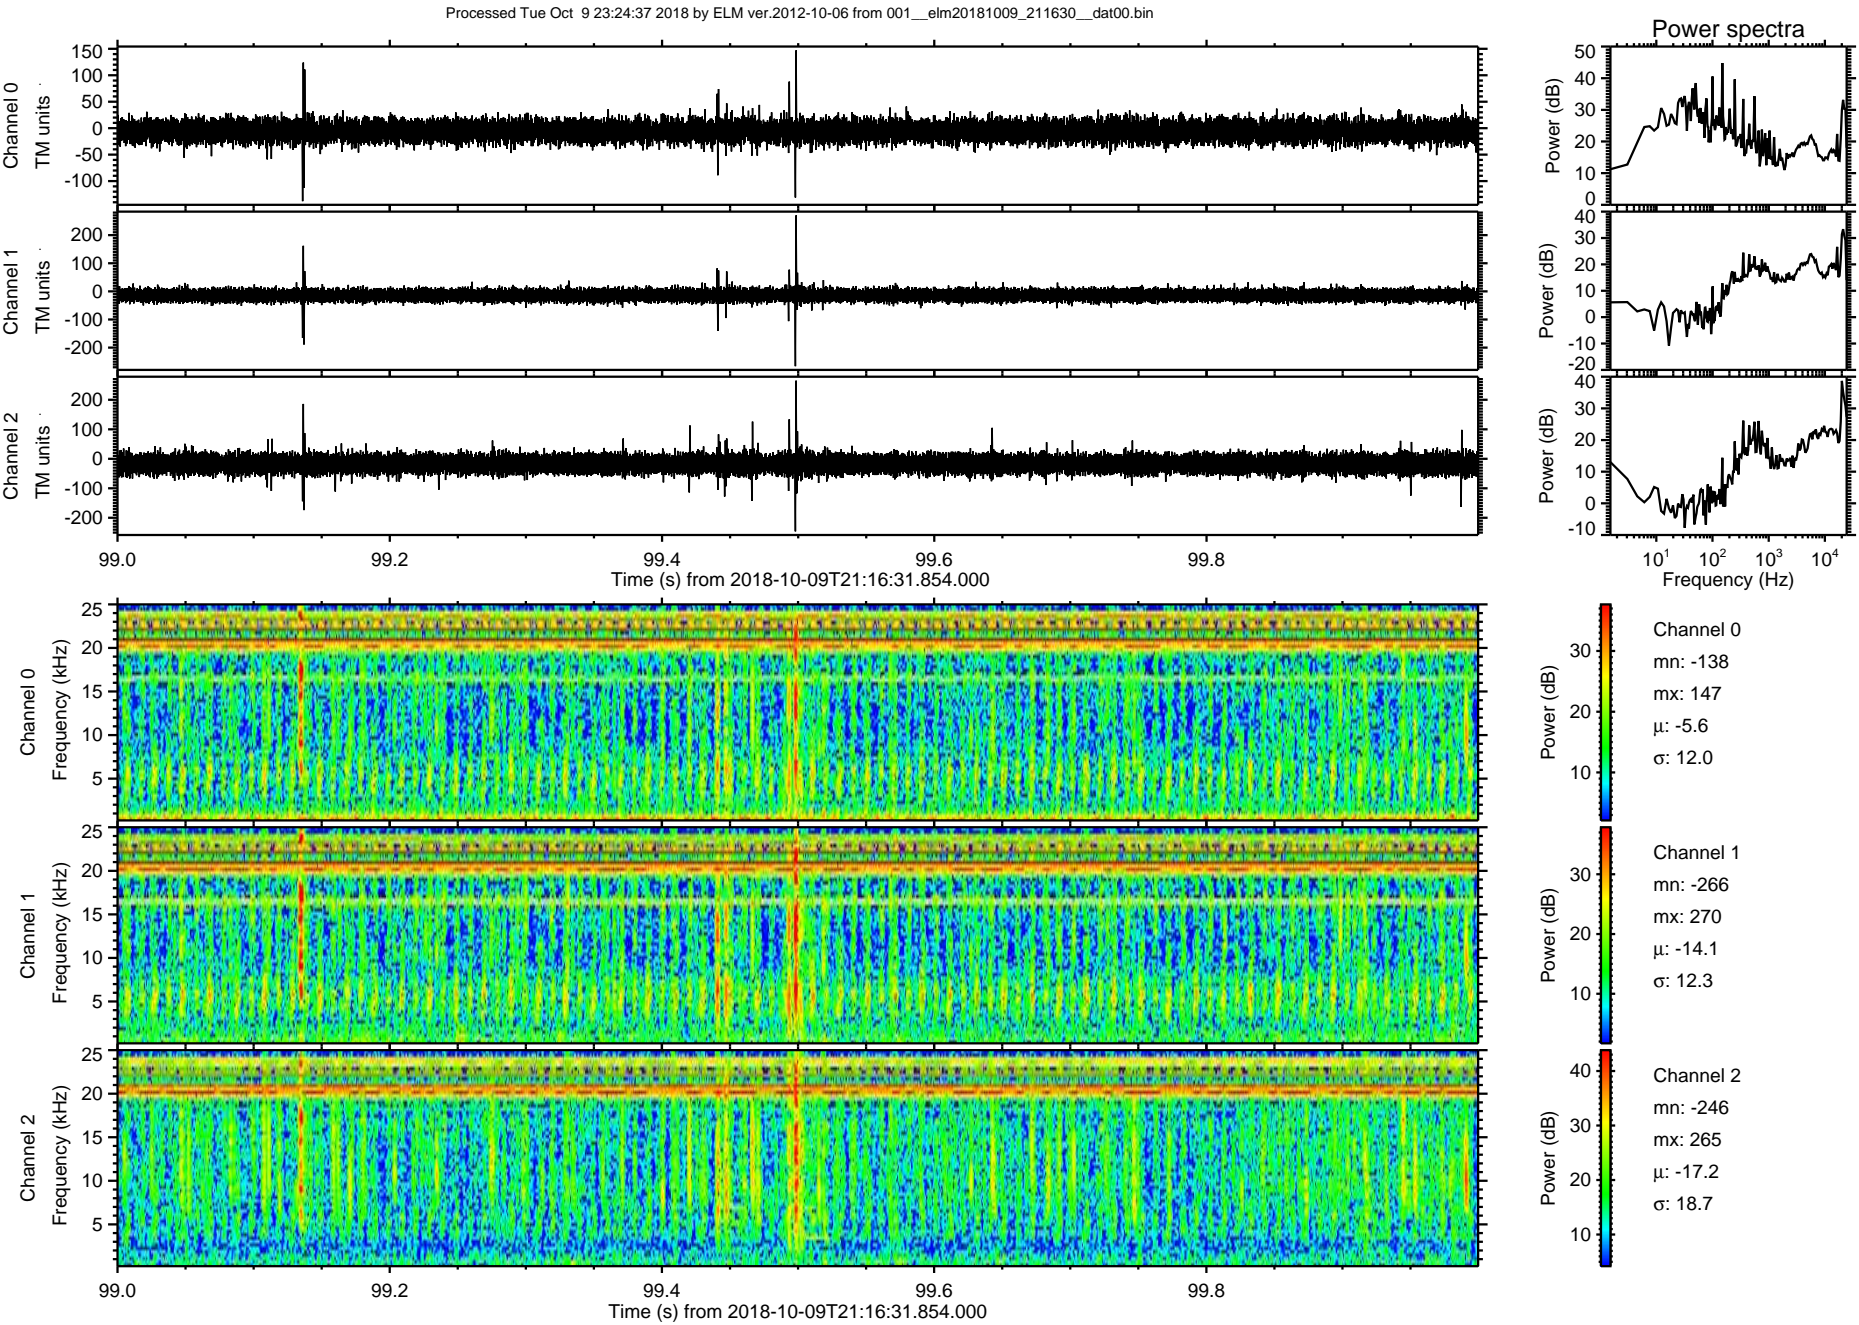 Processed Tue Oct  9 23:24:37 2018 by ELM ver.2012-10-06 from 001__elm20181009_211630__dat00.bin
Power spectra
Channel 0
TM units
150
100
50
0
-50
-100
Power (dB)
50
40
30
20
10
0
Channel 1
TM units
200
100
0
-100
-200
Power (dB)
40
30
20
10
0
-10
-20
Channel 2
TM units
200
100
0
-100
-200
Power (dB)
40
30
20
10
0
-10
99.0 99.2 99.4 99.6 99.8
Time (s) from 2018-10-09T21:16:31.854.000
10¹ 10² 10³ 10⁴
Frequency (Hz)
Channel 0
Frequency (kHz)
25
20
15
10
5
Power (dB)
30
20
10
Channel 0
mn: -138
mx: 147
μ: -5.6
σ: 12.0
Channel 1
Frequency (kHz)
25
20
15
10
5
Power (dB)
30
20
10
Channel 1
mn: -266
mx: 270
μ: -14.1
σ: 12.3
Channel 2
Frequency (kHz)
25
20
15
10
5
Power (dB)
40
30
20
10
Channel 2
mn: -246
mx: 265
μ: -17.2
σ: 18.7
99.0 99.2 99.4 99.6 99.8
Time (s) from 2018-10-09T21:16:31.854.000